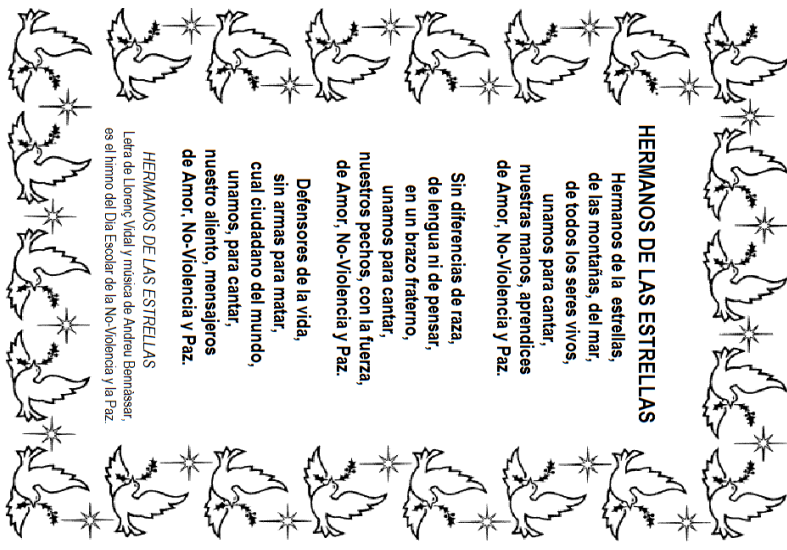 HERMANOS DE LAS ESTRELLAS
Hermanos de la estrellas,
de las montañas, del mar,
de todos los seres vivos,
unamos para cantar,
nuestras manos, aprendices
de Amor, No-Violencia y Paz.
Sin diferencias de raza,
de lengua ni de pensar,
en un brazo fraterno,
unamos para cantar,
nuestros pechos, con la fuerza,
de Amor, No-Violencia y Paz.
Defensores de la vida,
sin armas para matar,
cual ciudadano del mundo,
unamos, para cantar,
nuestro aliento, mensajeros
de Amor, No-Violencia y Paz.
HERMANOS DE LAS ESTRELLAS
Letra de Llorenç Vidal y música de Andreu Bennàssar,
es el himno del Dia Escolar de la No-Violencia y la Paz.